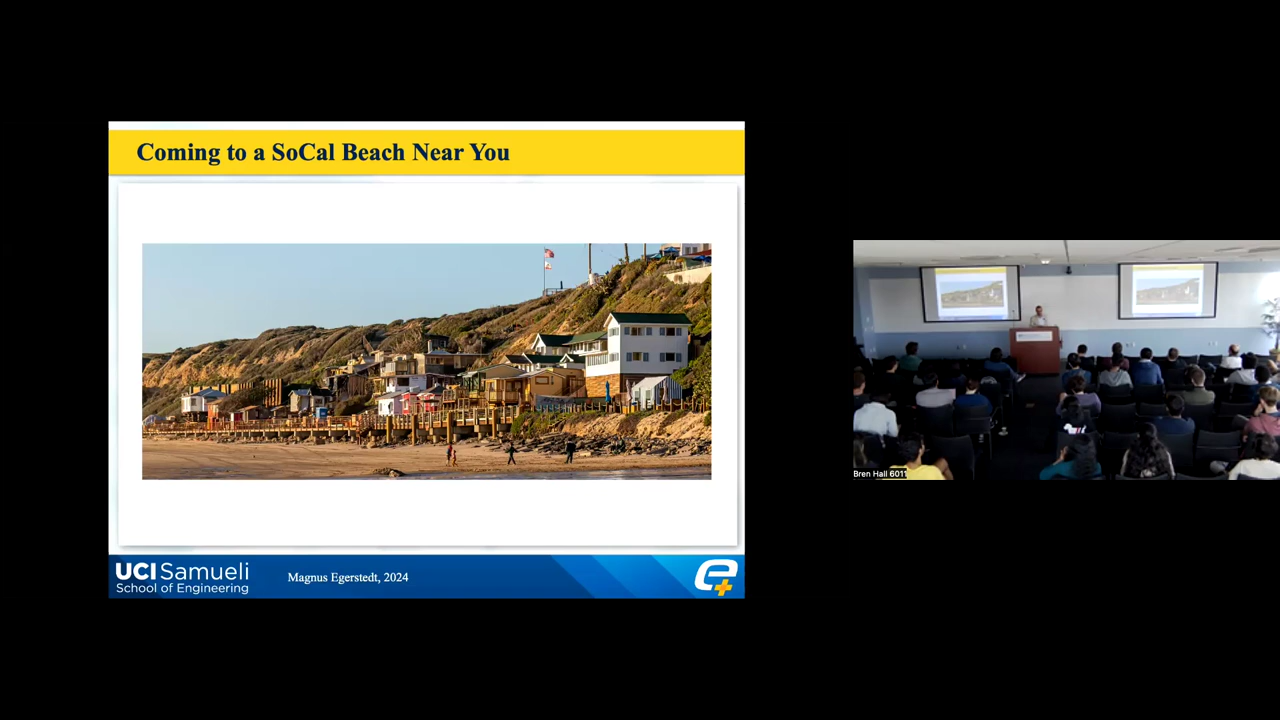 Coming to a SoCal Beach Near You
UCI Samueli
School of Engineering
Magnus Egerstedt, 2024
e+
Bren Hall 6011